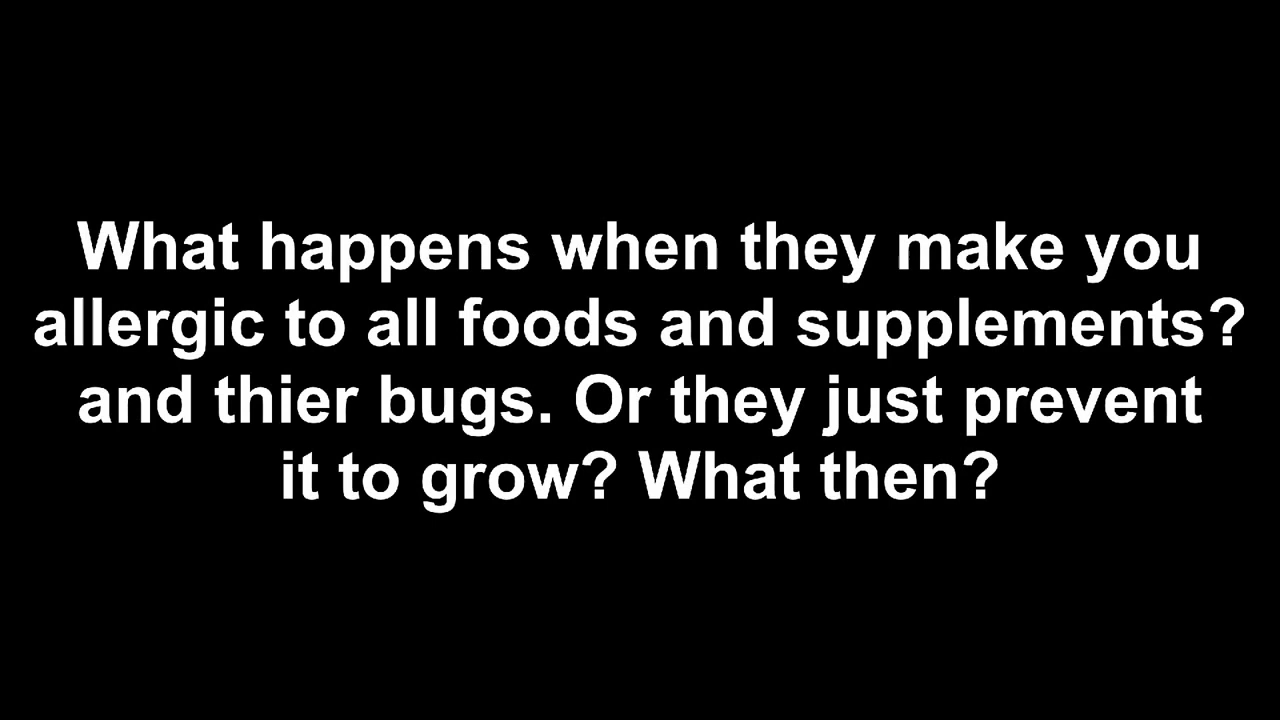 What happens when they make you
allergic to all foods and supplements?
and thier bugs. Or they just prevent
it to grow? What then?